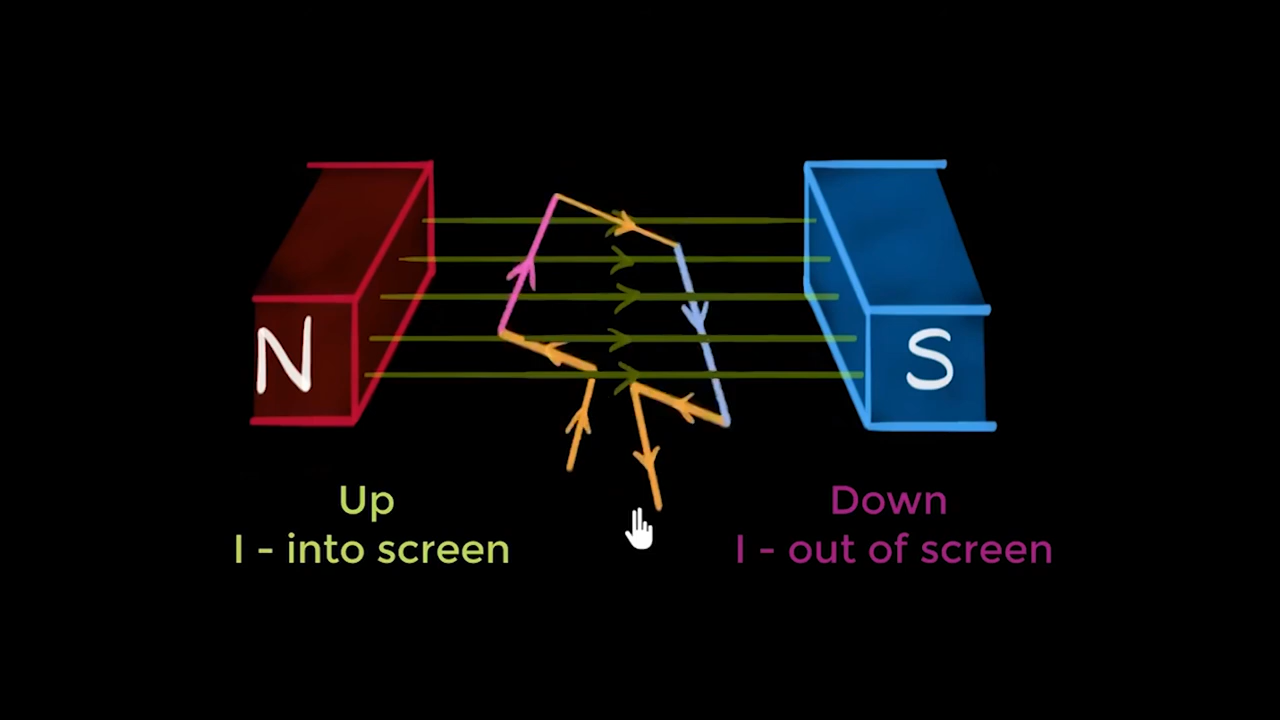 N
S
Up
I - into screen
Down
I - out of screen